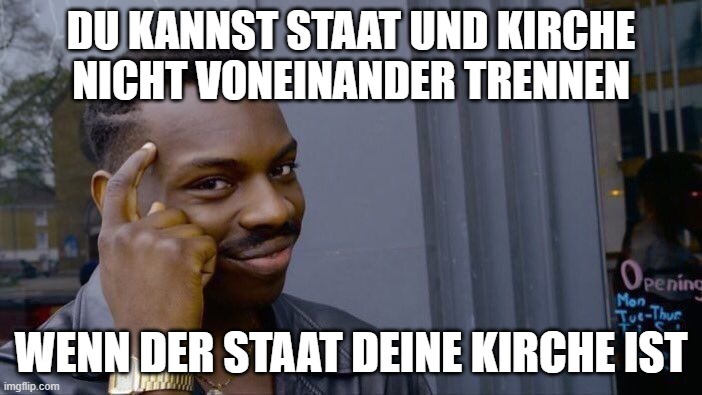 DU KANNST STAAT UND KIRCHE
NICHT VONEINANDER TRENNEN
Opening
Mon
Tue-Thur
WENN DER STAAT DEINE KIRCHE IST
imgflip.com